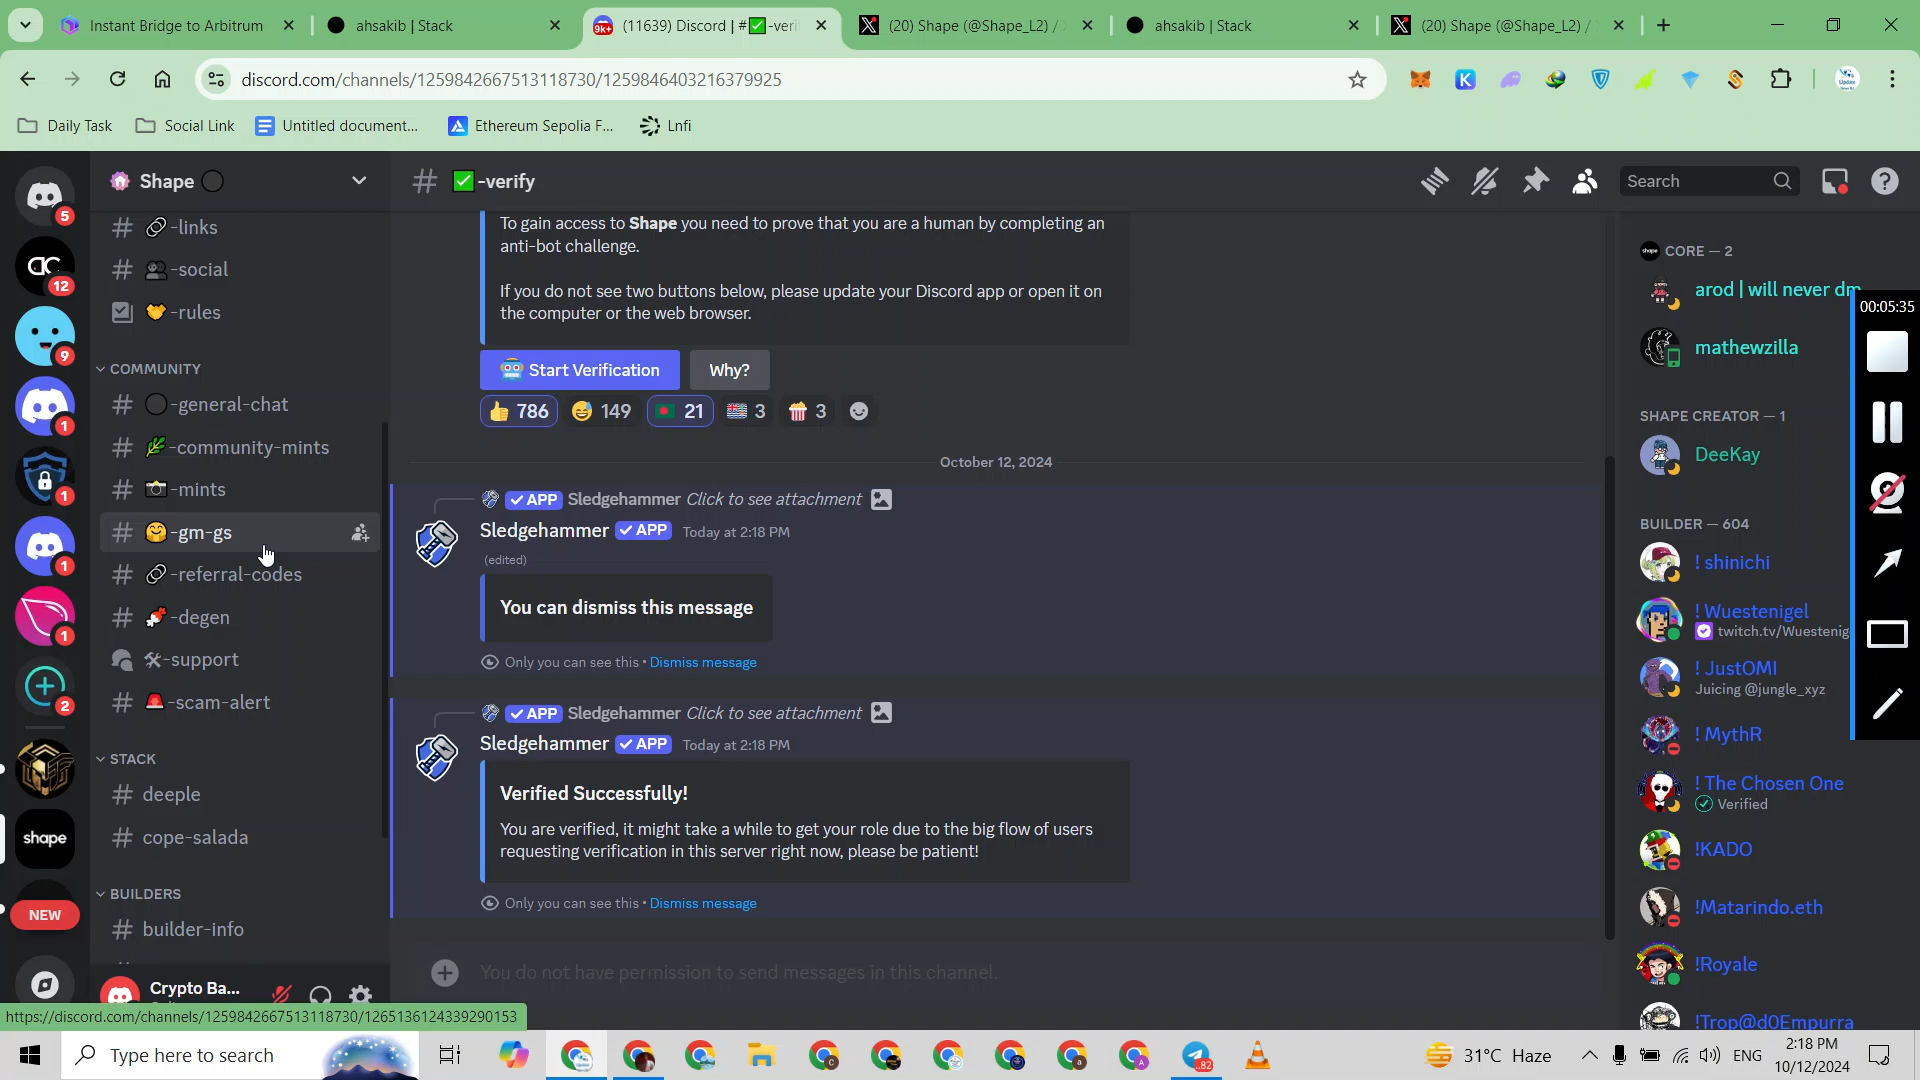 Instant Bridge to Arbitrum
ahsakib | Stack
(11639) Discord | #✅-veri
(20) Shape (@Shape_L2) /
ahsakib | Stack
(20) Shape (@Shape_L2) /
discord.com/channels/1259842667513118730/1259846403216379925
Daily Task
Social Link
Untitled document...
Ethereum Sepolia F...
Lnfi
Shape
✅-verify
Search
5
12
9
1
1
1
1
2
shape
NEW
-links
-social
-rules
COMMUNITY
-general-chat
-community-mints
-mints
-gm-gs
-referral-codes
-degen
-support
-scam-alert
STACK
deeple
cope-salada
BUILDERS
builder-info
Crypto Ba...
To gain access to Shape you need to prove that you are a human by completing an
anti-bot challenge.
If you do not see two buttons below, please update your Discord app or open it on
the computer or the web browser.
Start Verification
Why?
786
149
21
3
3
October 12, 2024
APP Sledgehammer Click to see attachment
Sledgehammer APP Today at 2:18 PM
(edited)
You can dismiss this message
Only you can see this • Dismiss message
APP Sledgehammer Click to see attachment
Sledgehammer APP Today at 2:18 PM
Verified Successfully!
You are verified, it might take a while to get your role due to the big flow of users
requesting verification in this server right now, please be patient!
Only you can see this • Dismiss message
You do not have permission to send messages in this channel.
CORE — 2
arod | will never dm
mathewzilla
SHAPE CREATOR — 1
DeeKay
BUILDER — 604
! shinichi
! Wuestenigel
twitch.tv/Wuestenig
! JustOMI
Juicing @jungle_xyz
! MythR
! The Chosen One
Verified
!KADO
!Matarindo.eth
!Royale
!Trop@d0Empurra
00:05:35
https://discord.com/channels/1259842667513118730/1265136124339290153
Type here to search
82
31°C Haze
ENG
2:18 PM
10/12/2024